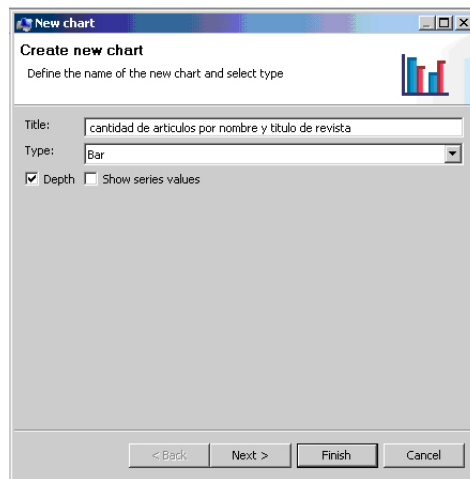 New chart
Create new chart
Define the name of the new chart and select type
Title: cantidad de articulos por nombre y titulo de revista
Type: Bar
Depth Show series values
< Back Next > Finish Cancel